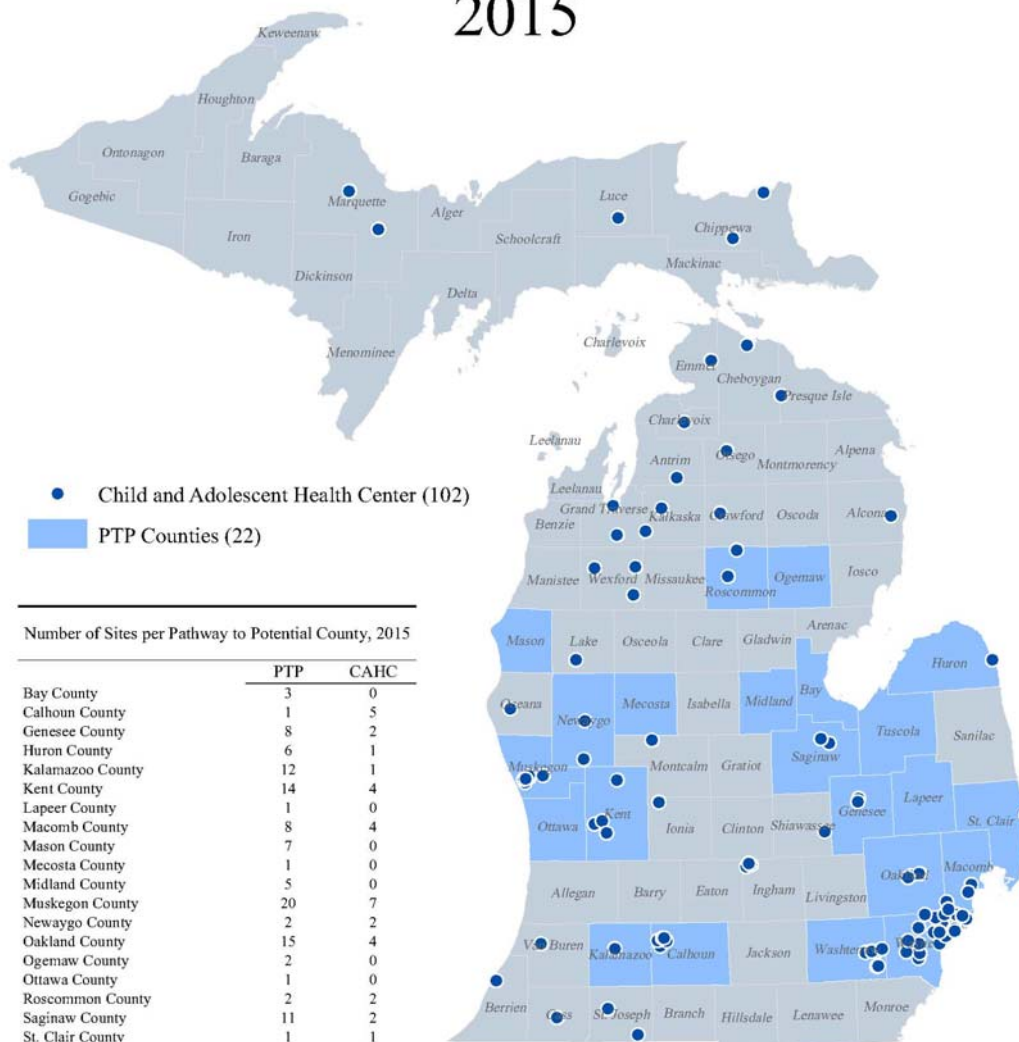 2015
Keweenaw
Houghton
Ontonagon
Baraga
Gogebic
Marquette
Luce
Alger
Chippewa
Iron
Schoolcraft
Mackinac
Dickinson
Delta
Menominee
Charlevoix
Emmet
Cheboygan
Presque Isle
Charlevoix
Leelanau
Otsego
Alpena
Antrim
Montmorency
Leelanau
Child and Adolescent Health Center (102)
Grand Traverse
Kalkaska
Crawford
Oscoda
Alcona
Benzie
PTP Counties (22)
Manistee
Wexford
Missaukee
Roscommon
Ogemaw
Iosco
Arenac
Number of Sites per Pathway to Potential County, 2015
Mason
Lake
Osceola
Clare
Gladwin
Huron
PTP CAHC
Bay County 3 0
Calhoun County 1 5
Genesee County 8 2
Huron County 6 1
Kalamazoo County 12 1
Kent County 14 4
Lapeer County 1 0
Macomb County 8 4
Mason County 7 0
Mecosta County 1 0
Midland County 5 0
Muskegon County 20 7
Newaygo County 2 2
Oakland County 15 4
Ogemaw County 2 0
Ottawa County 1 0
Roscommon County 2 2
Saginaw County 11 2
St. Clair County 1 1
Oceana
Newaygo
Mecosta
Isabella
Midland
Bay
Tuscola
Sanilac
Saginaw
Muskegon
Montcalm
Gratiot
Genesee
Lapeer
St. Clair
Ottawa
Kent
Ionia
Clinton
Shiawassee
Oakland
Macomb
Allegan
Barry
Eaton
Ingham
Livingston
Van Buren
Kalamazoo
Calhoun
Jackson
Washtenaw
Wayne
Berrien
Cass
St. Joseph
Branch
Hillsdale
Lenawee
Monroe